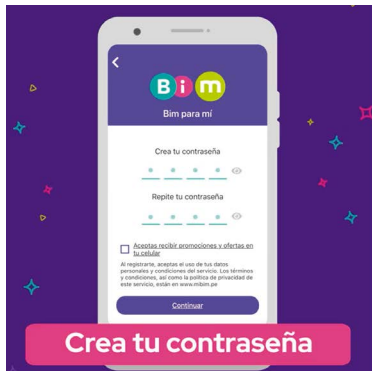 Bim
Bim para mí
Crea tu contraseña
Repite tu contraseña
Aceptas recibir promociones y ofertas en
tu celular
Al registrarte, aceptas el uso de tus datos
personales y condiciones del servicio. Los términos
y condiciones, así como la política de privacidad de
este servicio, están en www.mibim.pe
Continuar
Crea tu contraseña